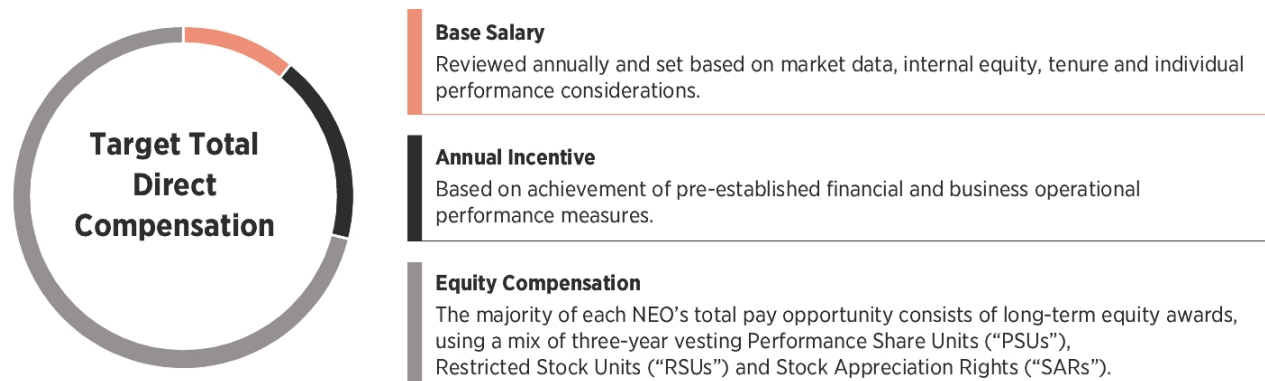 Target Total
Direct
Compensation
Base Salary
Reviewed annually and set based on market data, internal equity, tenure and individual
performance considerations.
Annual Incentive
Based on achievement of pre-established financial and business operational
performance measures.
Equity Compensation
The majority of each NEO’s total pay opportunity consists of long-term equity awards,
using a mix of three-year vesting Performance Share Units (“PSUs”),
Restricted Stock Units (“RSUs”) and Stock Appreciation Rights (“SARs”).